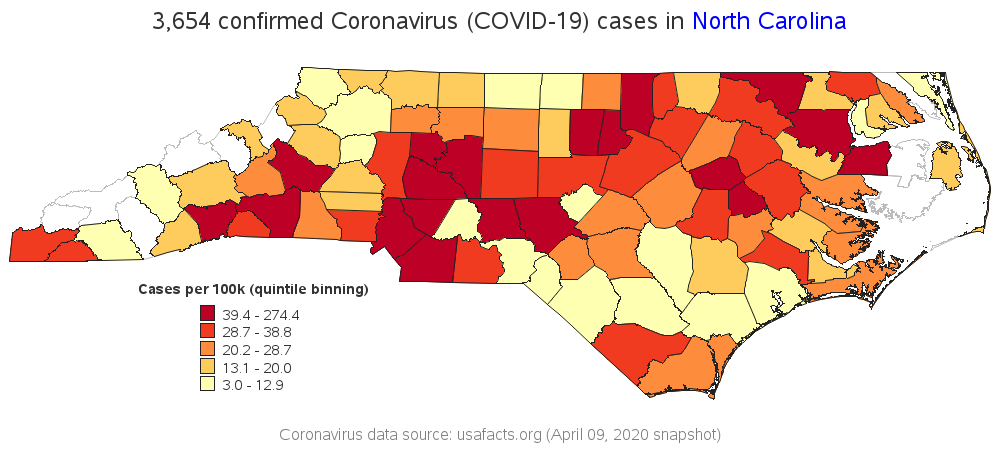 3,654 confirmed Coronavirus (COVID-19) cases in North Carolina
Cases per 100k (quintile binning)
39.4 - 274.4
28.7 - 38.8
20.2 - 28.7
13.1 - 20.0
3.0 - 12.9
Coronavirus data source: usafacts.org (April 09, 2020 snapshot)